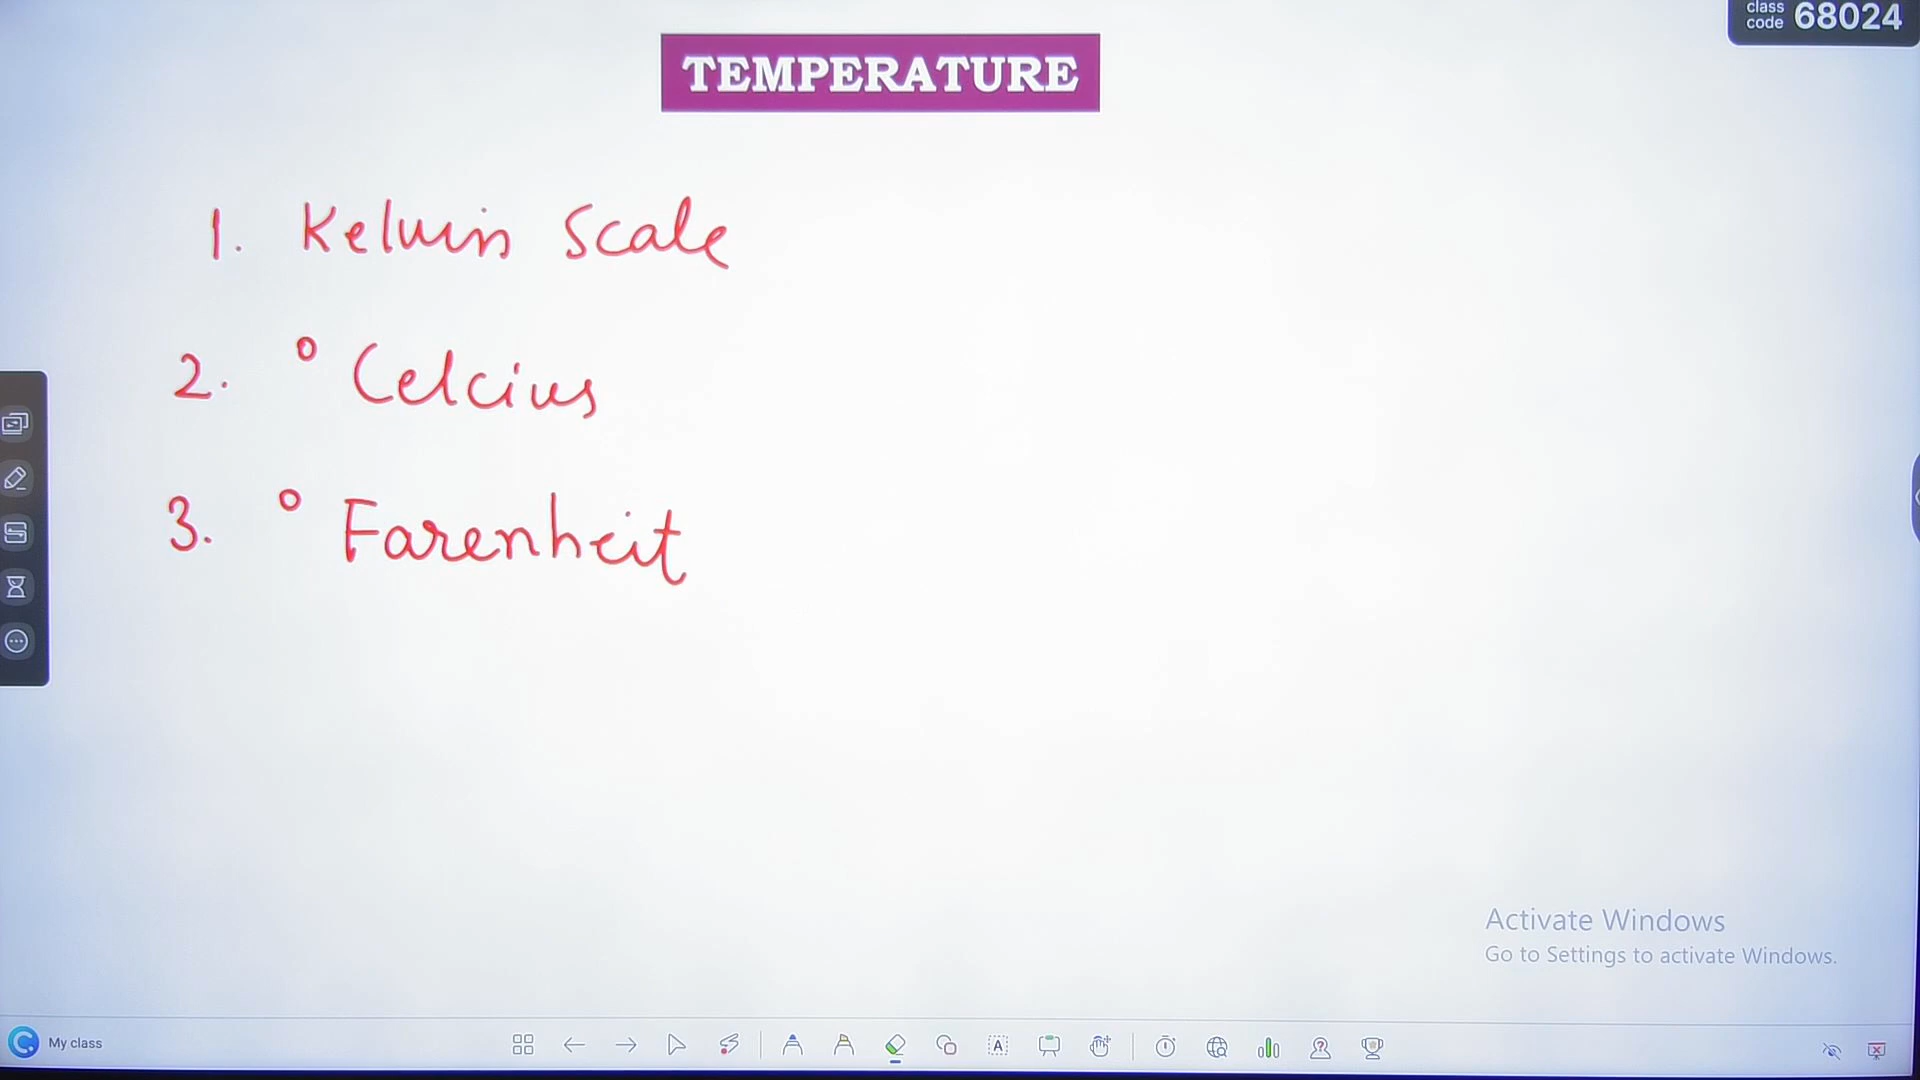 class code 68024
TEMPERATURE
1. Kelvin Scale
2. ° Celcius
3. ° Farenheit
Activate Windows
Go to Settings to activate Windows.
My class